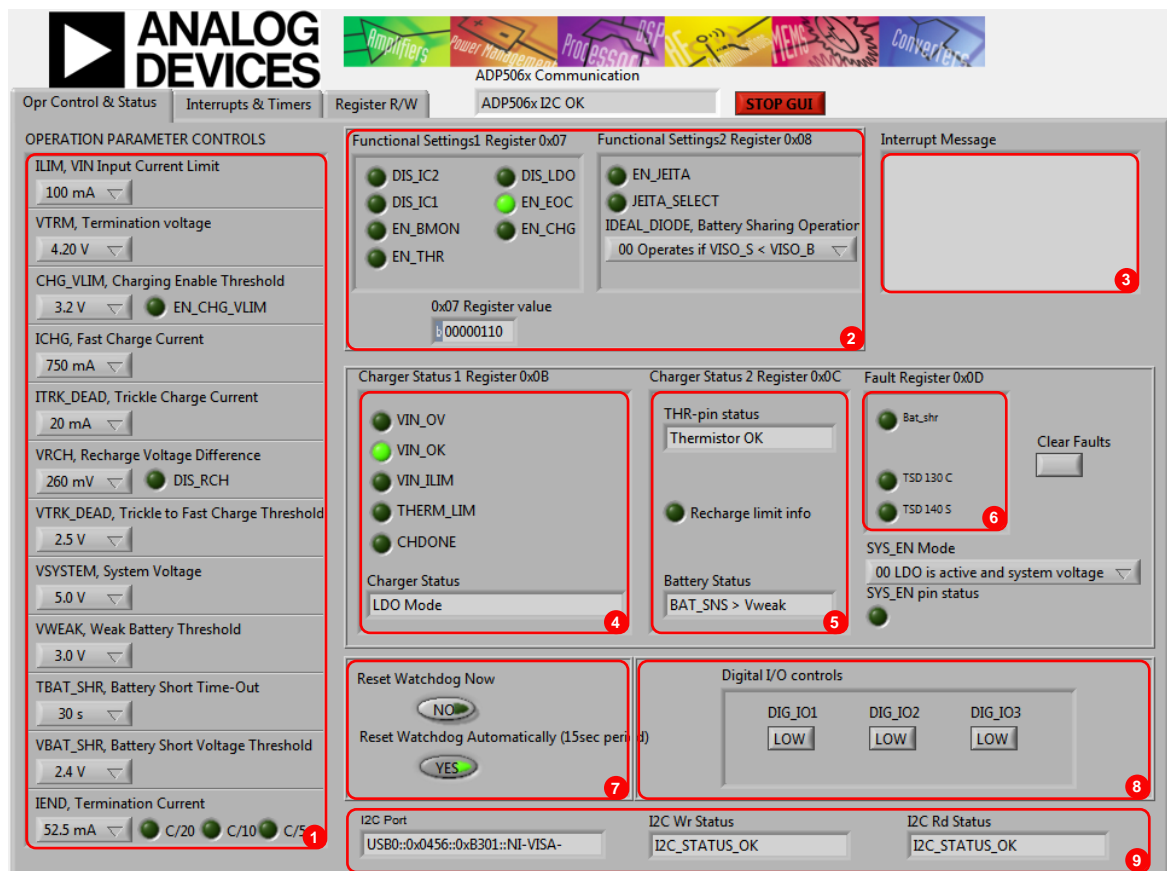 ANALOG
DEVICES
Amplifiers
Power Management
Processors
DSP
RF
MEMS
Converters
ADP506x Communication
Opr Control & Status
Interrupts & Timers
Register R/W
ADP506x I2C OK
STOP GUI
OPERATION PARAMETER CONTROLS
ILIM, VIN Input Current Limit
100 mA
VTRM, Termination voltage
4.20 V
CHG_VLIM, Charging Enable Threshold
3.2 V EN_CHG_VLIM
ICHG, Fast Charge Current
750 mA
ITRK_DEAD, Trickle Charge Current
20 mA
VRCH, Recharge Voltage Difference
260 mV DIS_RCH
VTRK_DEAD, Trickle to Fast Charge Threshold
2.5 V
VSYSTEM, System Voltage
5.0 V
VWEAK, Weak Battery Threshold
3.0 V
TBAT_SHR, Battery Short Time-Out
30 s
VBAT_SHR, Battery Short Voltage Threshold
2.4 V
IEND, Termination Current
52.5 mA C/20 C/10 C/5
1
Functional Settings1 Register 0x07
DIS_IC2 DIS_LDO
DIS_IC1 EN_EOC
EN_BMON EN_CHG
EN_THR
0x07 Register value
b 00000110
Functional Settings2 Register 0x08
EN_JEITA
JEITA_SELECT
IDEAL_DIODE, Battery Sharing Operation
00 Operates if VISO_S < VISO_B
2
Interrupt Message
3
Charger Status 1 Register 0x0B
VIN_OV
VIN_OK
VIN_ILIM
THERM_LIM
CHDONE
Charger Status
LDO Mode
4
Charger Status 2 Register 0x0C
THR-pin status
Thermistor OK
Recharge limit info
Battery Status
BAT_SNS > Vweak
5
Fault Register 0x0D
Bat_shr
TSD 130 C
TSD 140 S
6
Clear Faults
SYS_EN Mode
00 LDO is active and system voltage
SYS_EN pin status
Reset Watchdog Now
NO
Reset Watchdog Automatically (15sec period)
YES
7
Digital I/O controls
DIG_IO1 DIG_IO2 DIG_IO3
LOW LOW LOW
8
I2C Port
USB0::0x0456::0xB301::NI-VISA-
I2C Wr Status
I2C_STATUS_OK
I2C Rd Status
I2C_STATUS_OK
9